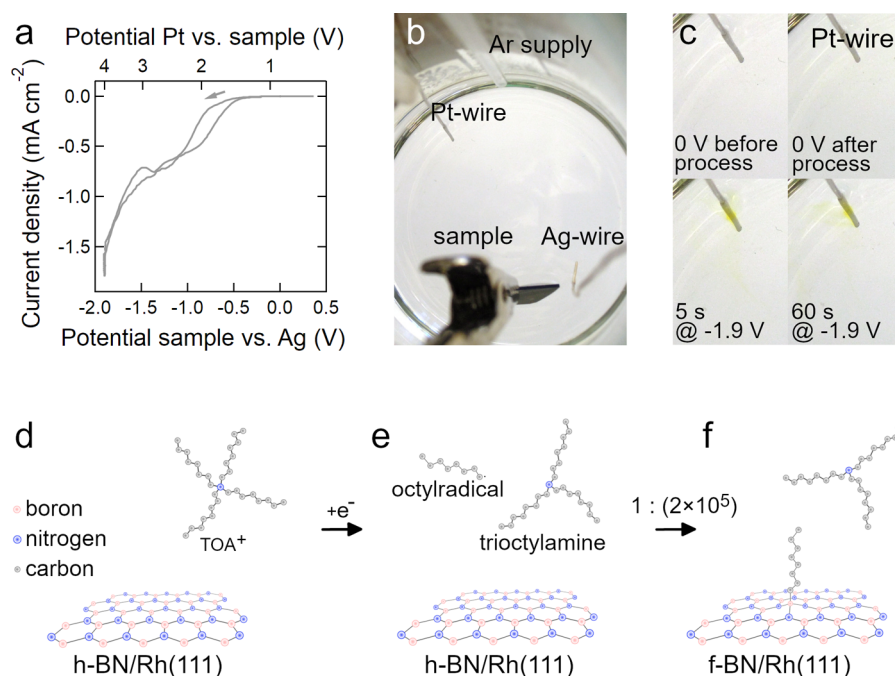 a
Potential Pt vs. sample (V)
4 3 2 1
Current density (mA cm⁻²)
0.0
-0.5
-1.0
-1.5
-2.0 -1.5 -1.0 -0.5 0.0 0.5
Potential sample vs. Ag (V)
b
Ar supply
Pt-wire
sample
Ag-wire
c
Pt-wire
0 V before
process
0 V after
process
5 s
@ -1.9 V
60 s
@ -1.9 V
d
boron
nitrogen
carbon
TOA⁺
h-BN/Rh(111)
+e⁻
e
octylradical
trioctylamine
h-BN/Rh(111)
1 : (2×10⁵)
f
f-BN/Rh(111)